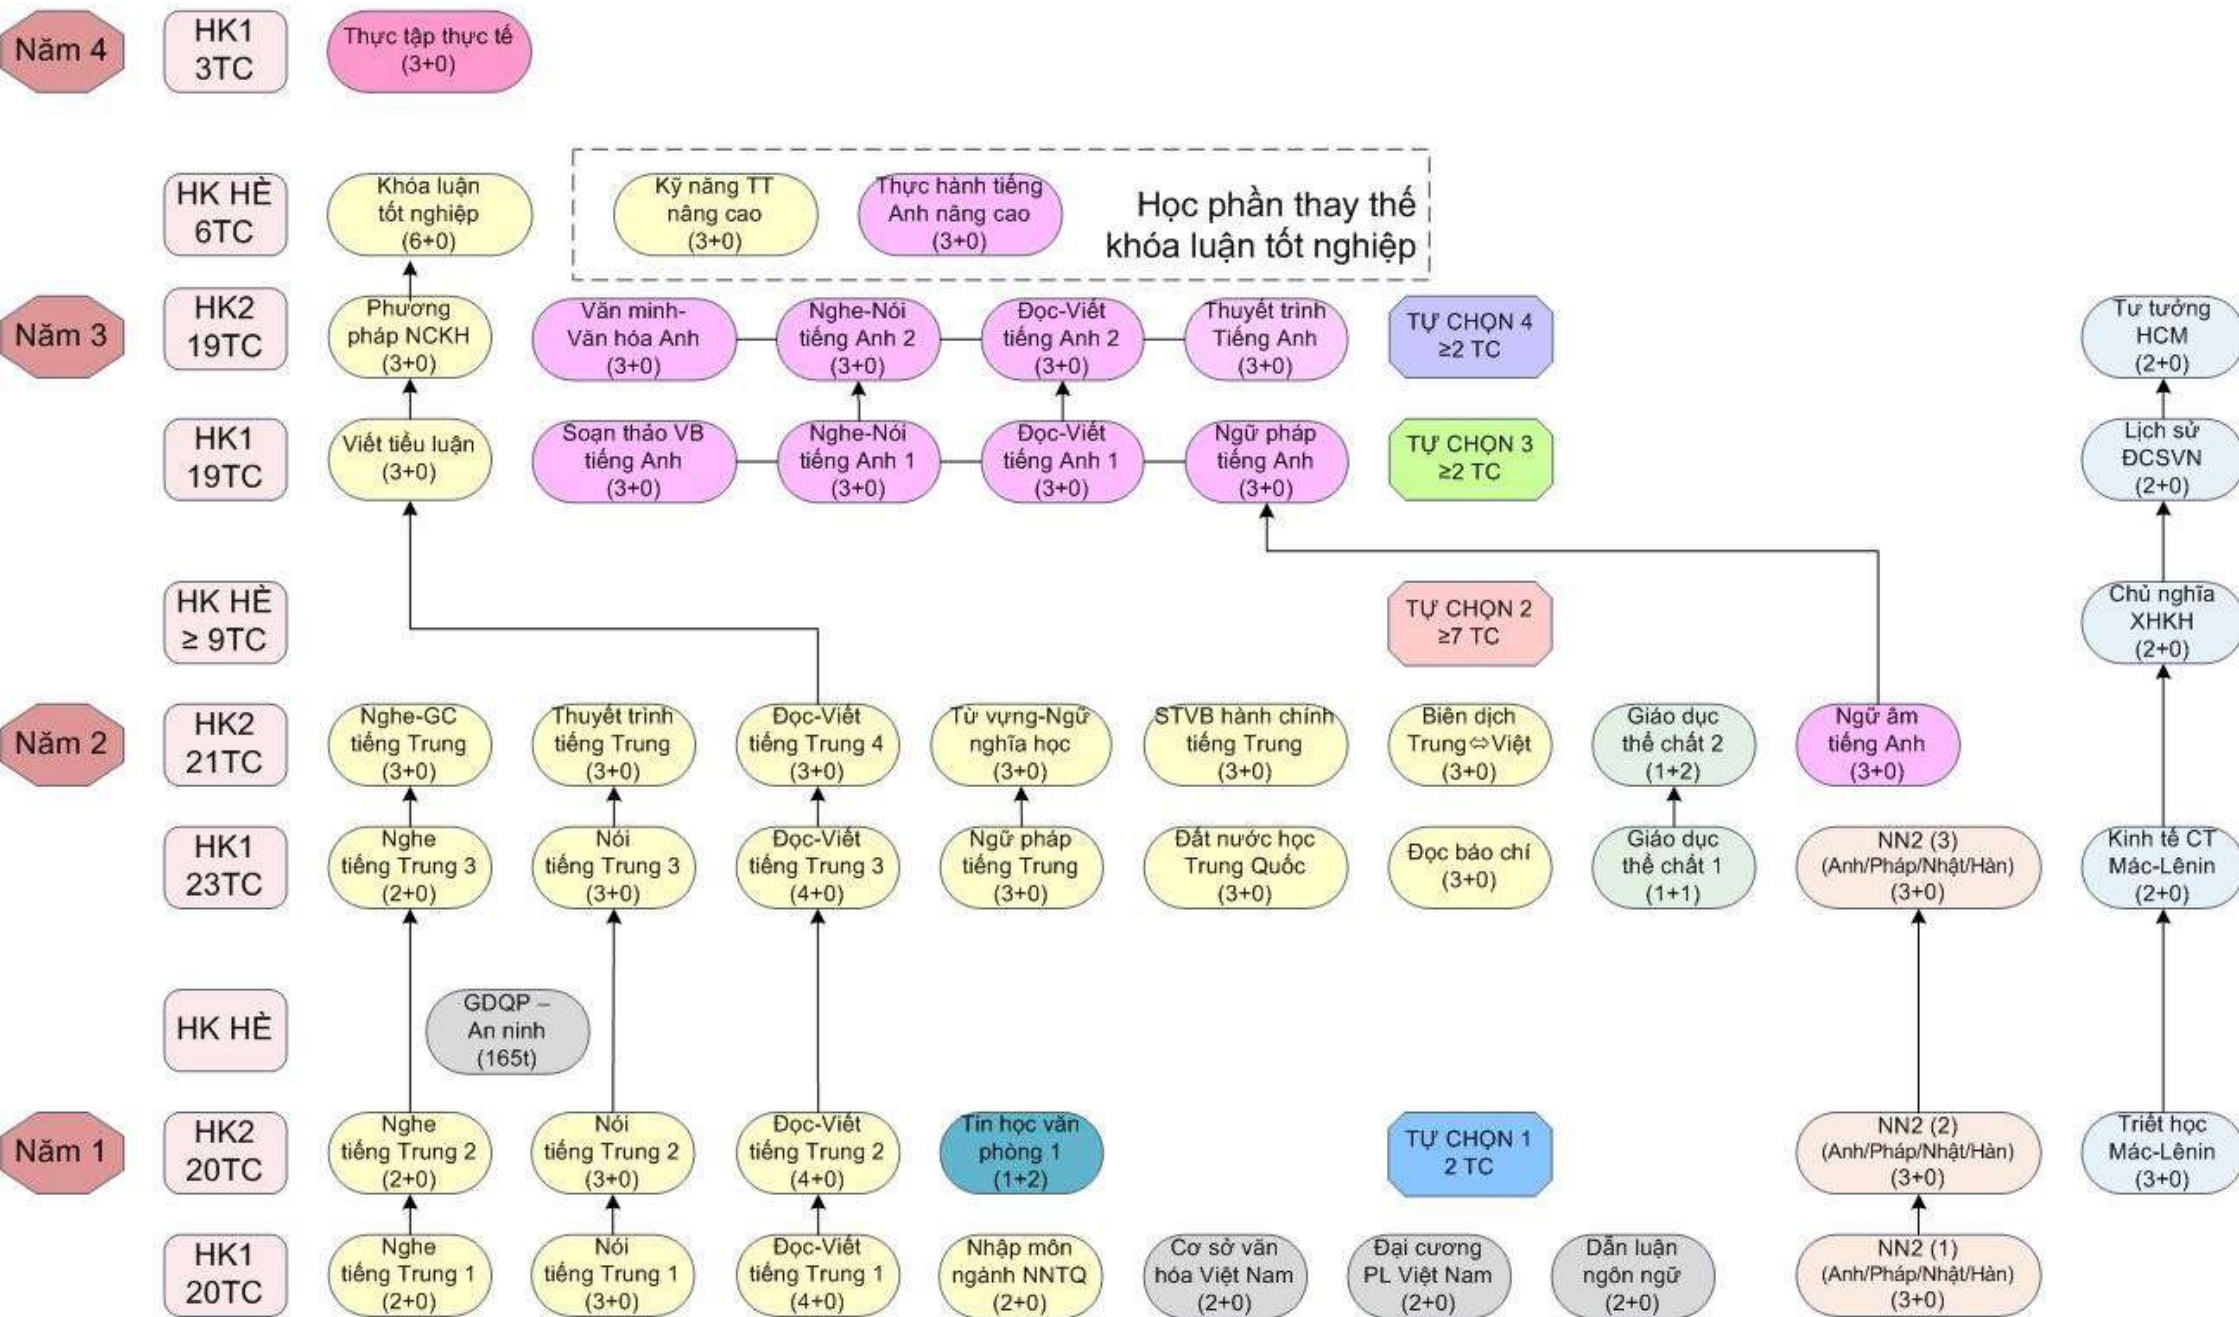 Năm 4
HK1
3TC
Thực tập thực tế
(3+0)
HK HÈ
6TC
Khóa luận
tốt nghiệp
(6+0)
Kỹ năng TT
nâng cao
(3+0)
Thực hành tiếng
Anh nâng cao
(3+0)
Học phần thay thế
khóa luận tốt nghiệp
Năm 3
HK2
19TC
Phương
pháp NCKH
(3+0)
Văn minh-
Văn hóa Anh
(3+0)
Nghe-Nói
tiếng Anh 2
(3+0)
Đọc-Viết
tiếng Anh 2
(3+0)
Thuyết trình
Tiếng Anh
(3+0)
TỰ CHỌN 4
≥2 TC
Tư tưởng
HCM
(2+0)
HK1
19TC
Viết tiểu luận
(3+0)
Soạn thảo VB
tiếng Anh
(3+0)
Nghe-Nói
tiếng Anh 1
(3+0)
Đọc-Viết
tiếng Anh 1
(3+0)
Ngữ pháp
tiếng Anh
(3+0)
TỰ CHỌN 3
≥2 TC
Lịch sử
ĐCSVN
(2+0)
HK HÈ
≥ 9TC
TỰ CHỌN 2
≥7 TC
Chủ nghĩa
XHKH
(2+0)
Năm 2
HK2
21TC
Nghe-GC
tiếng Trung
(3+0)
Thuyết trình
tiếng Trung
(3+0)
Đọc-Viết
tiếng Trung 4
(3+0)
Từ vựng-Ngữ
nghĩa học
(3+0)
STVB hành chính
tiếng Trung
(3+0)
Biên dịch
Trung⇔Việt
(3+0)
Giáo dục
thể chất 2
(1+2)
Ngữ âm
tiếng Anh
(3+0)
HK1
23TC
Nghe
tiếng Trung 3
(2+0)
Nói
tiếng Trung 3
(3+0)
Đọc-Viết
tiếng Trung 3
(4+0)
Ngữ pháp
tiếng Trung
(3+0)
Đất nước học
Trung Quốc
(3+0)
Đọc báo chí
(3+0)
Giáo dục
thể chất 1
(1+1)
NN2 (3)
(Anh/Pháp/Nhật/Hàn)
(3+0)
Kinh tế CT
Mác-Lênin
(2+0)
HK HÈ
GDQP –
An ninh
(165t)
Năm 1
HK2
20TC
Nghe
tiếng Trung 2
(2+0)
Nói
tiếng Trung 2
(3+0)
Đọc-Viết
tiếng Trung 2
(4+0)
Tin học văn
phòng 1
(1+2)
TỰ CHỌN 1
2 TC
NN2 (2)
(Anh/Pháp/Nhật/Hàn)
(3+0)
Triết học
Mác-Lênin
(3+0)
HK1
20TC
Nghe
tiếng Trung 1
(2+0)
Nói
tiếng Trung 1
(3+0)
Đọc-Viết
tiếng Trung 1
(4+0)
Nhập môn
ngành NNTQ
(2+0)
Cơ sở văn
hóa Việt Nam
(2+0)
Đại cương
PL Việt Nam
(2+0)
Dẫn luận
ngôn ngữ
(2+0)
NN2 (1)
(Anh/Pháp/Nhật/Hàn)
(3+0)